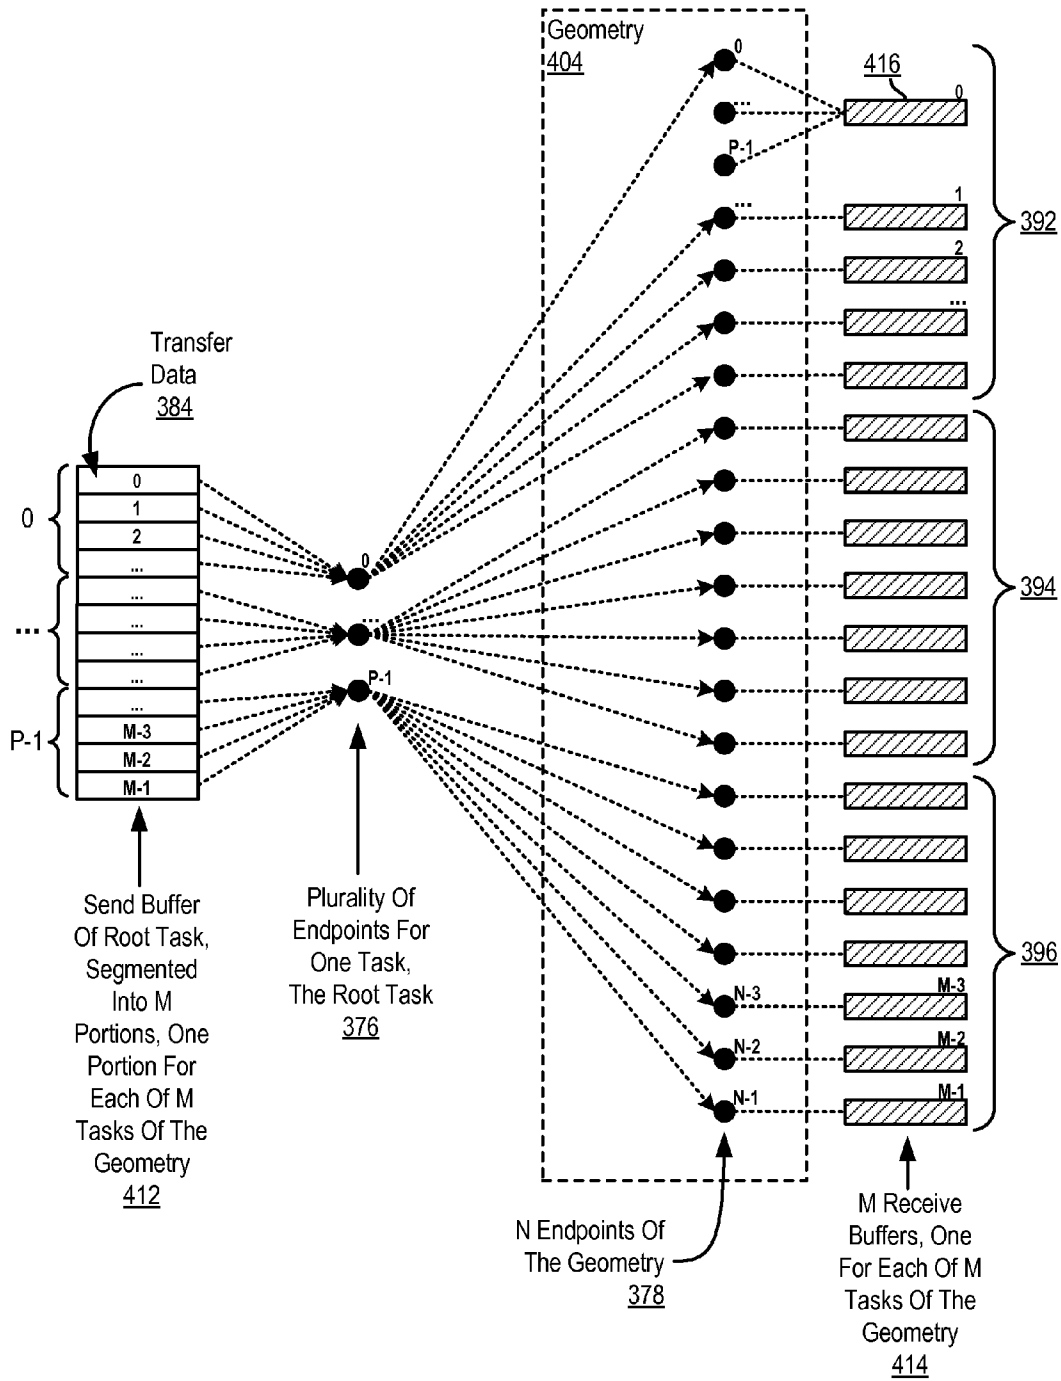 Geometry
404
0
...
P-1
...
416
0
1
2
...
392
Transfer
Data
384
0
...
P-1
0
1
2
...
...
...
...
...
...
M-3
M-2
M-1
0
...
P-1
394
396
N-3
N-2
N-1
M-3
M-2
M-1
Send Buffer
Of Root Task,
Segmented
Into M
Portions, One
Portion For
Each Of M
Tasks Of The
Geometry
412
Plurality Of
Endpoints For
One Task,
The Root Task
376
N Endpoints Of
The Geometry
378
M Receive
Buffers, One
For Each Of M
Tasks Of The
Geometry
414